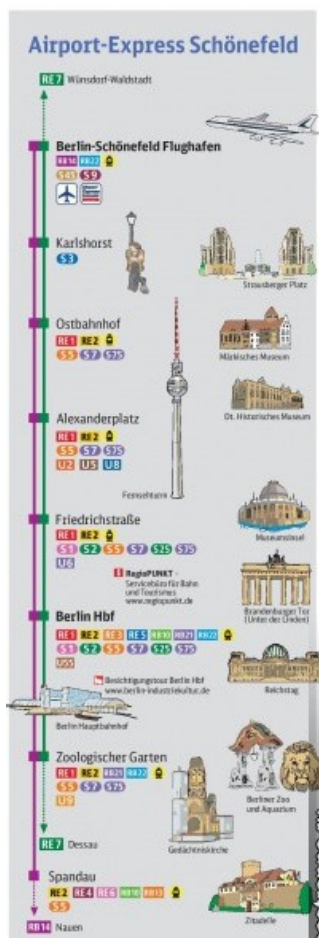 Airport-Express Schönefeld
RE 7 Wünsdorf-Waldstadt
Berlin-Schönefeld Flughafen
RB14 RB22
S45 S9
Karlshorst
S3
Strausberger Platz
Ostbahnhof
RE1 RE2
S5 S7 S75
Märkisches Museum
Dt. Historisches Museum
Alexanderplatz
RE1 RE2
S5 S7 S75
U2 U5 U8
Fernsehturm
Museumsinsel
Friedrichstraße
RE1 RE2
S1 S2 S5 S7 S25 S75
U6
RegioPUNKT -
Servicebüro für Bahn
und Tourismus
www.regiopunkt.de
Brandenburger Tor
(Unter der Linden)
Berlin Hbf
RE1 RE2 RE3 RE5 RB10 RB21 RB22
S1 S2 S5 S7 S25 S75
U55
Besichtigungstour Berlin Hbf
www.berlin-industriekultur.de
Reichstag
Berlin Hauptbahnhof
Zoologischer Garten
RE1 RE2 RB21 RB22
S5 S7 S75
U9
Berliner Zoo
und Aquarium
Gedächtniskirche
RE 7 Dessau
Spandau
RE2 RE4 RE6 RB10 RB13
S5
Zitadelle
RB14 Nauen